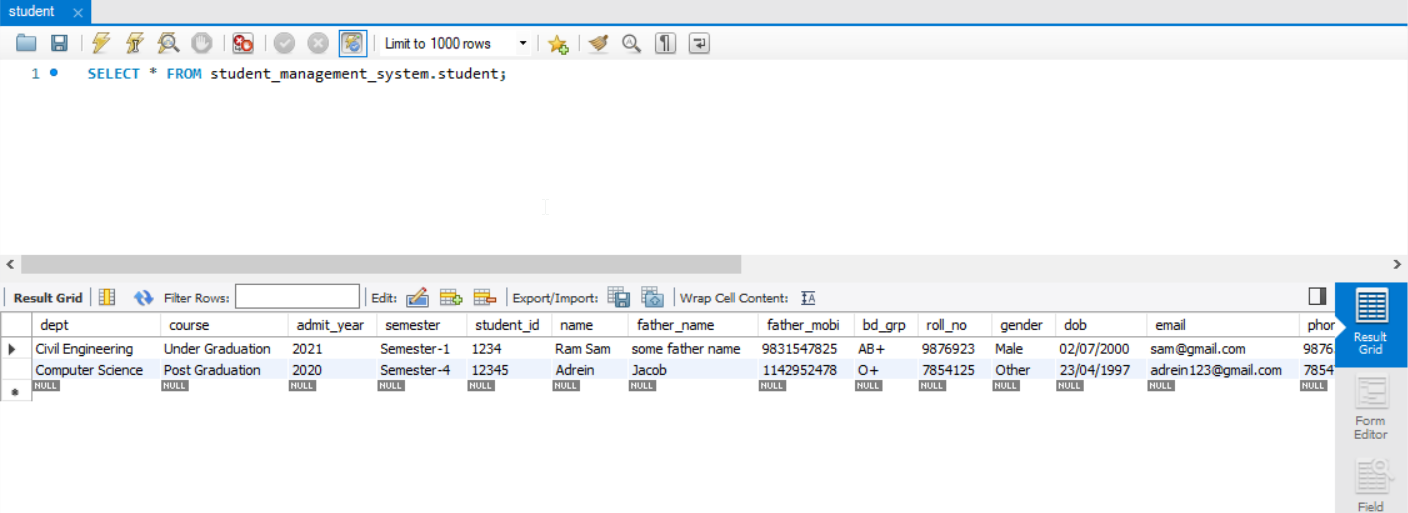 student ×
Limit to 1000 rows
1 SELECT * FROM student_management_system.student;
Result Grid Filter Rows: Edit: Export/Import: Wrap Cell Content:
dept course admit_year semester student_id name father_name father_mobi bd_grp roll_no gender dob email phor
Civil Engineering Under Graduation 2021 Semester-1 1234 Ram Sam some father name 9831547825 AB+ 9876923 Male 02/07/2000 sam@gmail.com 9876
Computer Science Post Graduation 2020 Semester-4 12345 Adrein Jacob 1142952478 O+ 7854125 Other 23/04/1997 adrein123@gmail.com 7854
NULL NULL NULL NULL NULL NULL NULL NULL NULL NULL NULL NULL NULL NULL
Result
Grid
Form
Editor
Field